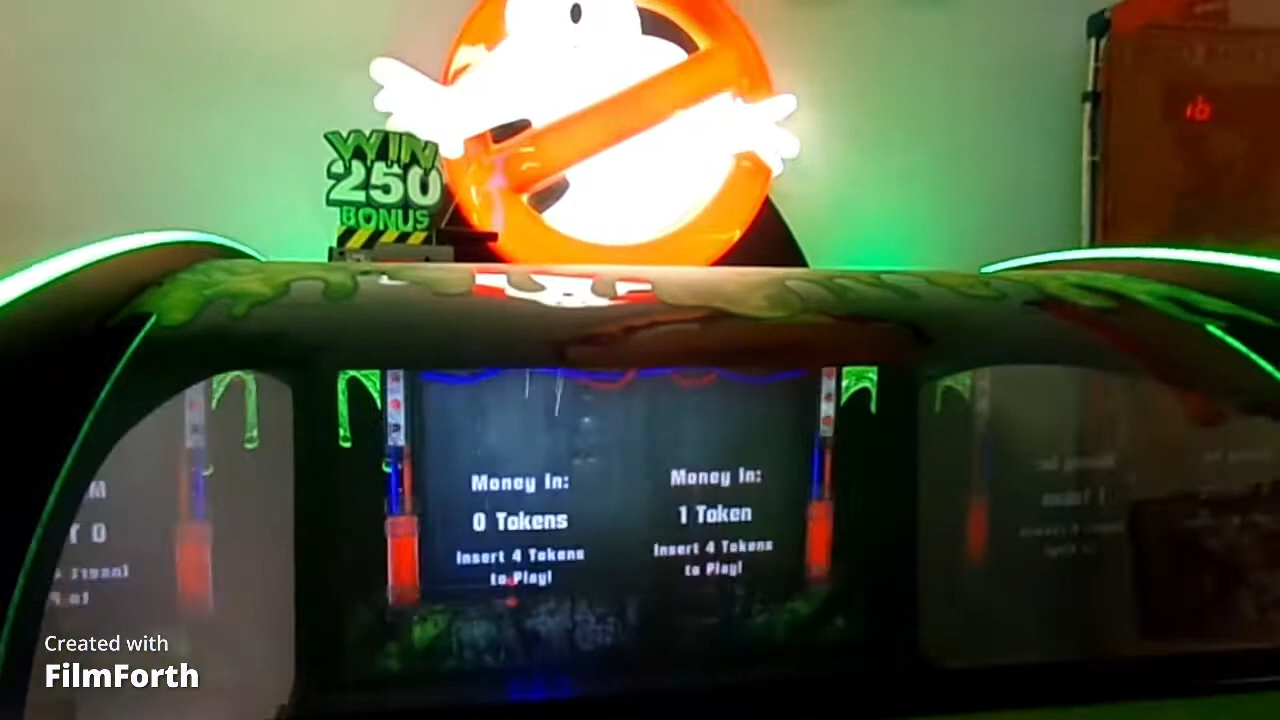 WIN
250
BONUS
Money In:
0 Tokens
Insert 4 Tokens
to Play!
Money In:
1 Token
Insert 4 Tokens
to Play!
Created with
FilmForth